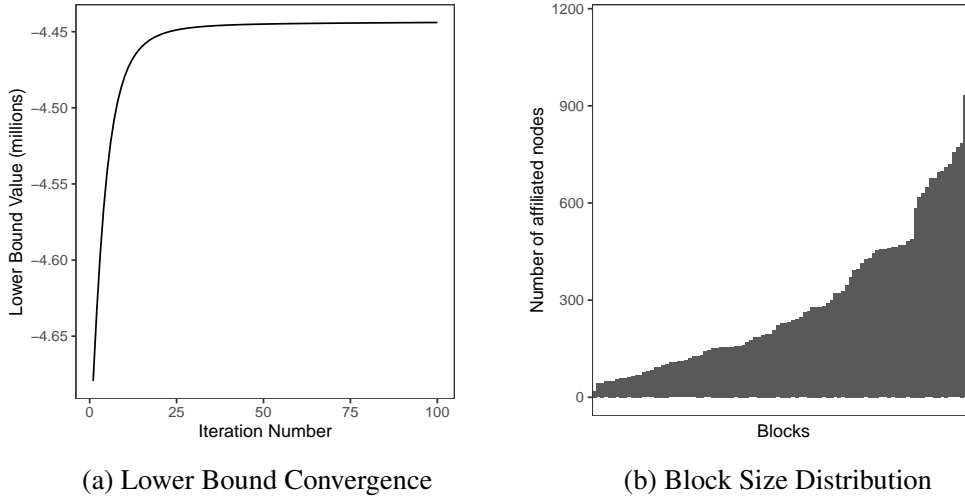 Lower Bound Value (millions)
−4.45
−4.50
−4.55
−4.60
−4.65
0 25 50 75 100
Iteration Number
(a) Lower Bound Convergence
Number of affiliated nodes
1200
900
600
300
0
Blocks
(b) Block Size Distribution